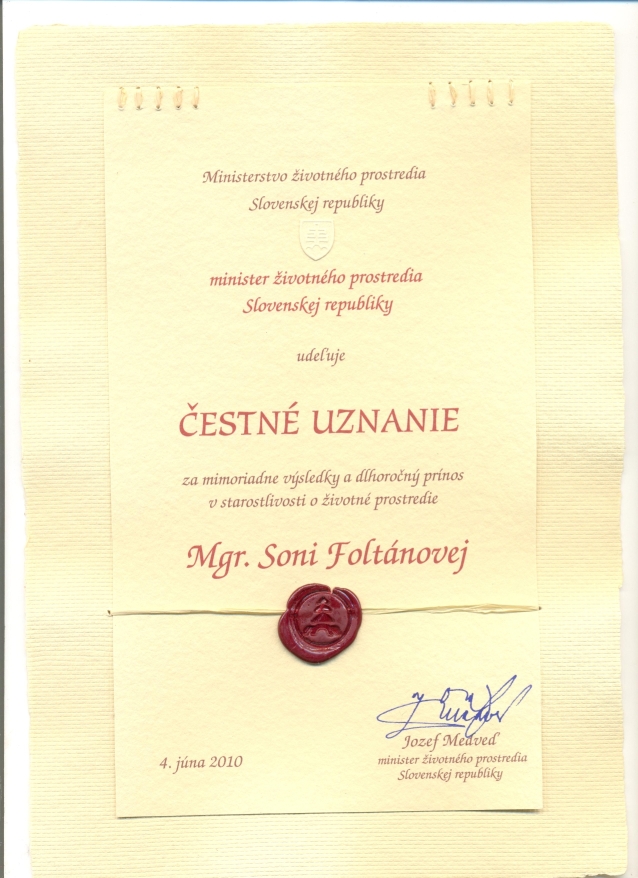 Ministerstvo životného prostredia
Slovenskej republiky
minister životného prostredia
Slovenskej republiky
udeľuje
ČESTNÉ UZNANIE
za mimoriadne výsledky a dlhoročný prínos
v starostlivosti o životné prostredie
Mgr. Soni Foltánovej
Jozef Medveď
4. júna 2010
minister životného prostredia
Slovenskej republiky